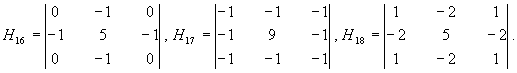 H₁₆ = | 0 -1 0 | , H₁₇ = | -1 -1 -1 | , H₁₈ = | 1 -2 1 | .
| -1 5 -1 | | -1 9 -1 | | -2 5 -2 |
| 0 -1 0 | | -1 -1 -1 | | 1 -2 1 |